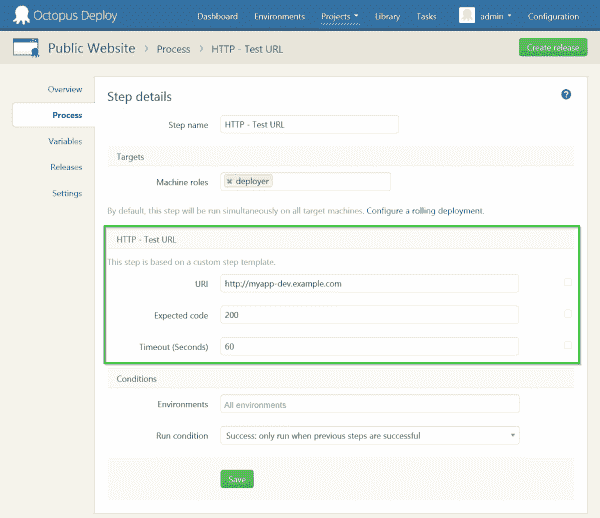 Octopus Deploy
Dashboard Environments Projects Library Tasks admin Configuration
Public Website > Process > HTTP - Test URL
Create release
Overview
Process
Variables
Releases
Settings
Step details
Step name HTTP - Test URL
Targets
Machine roles deployer
By default, this step will be run simultaneously on all target machines. Configure a rolling deployment.
HTTP - Test URL
This step is based on a custom step template.
URI http://myapp-dev.example.com
Expected code 200
Timeout (Seconds) 60
Conditions
Environments All environments
Run condition Success: only run when previous steps are successful
Save